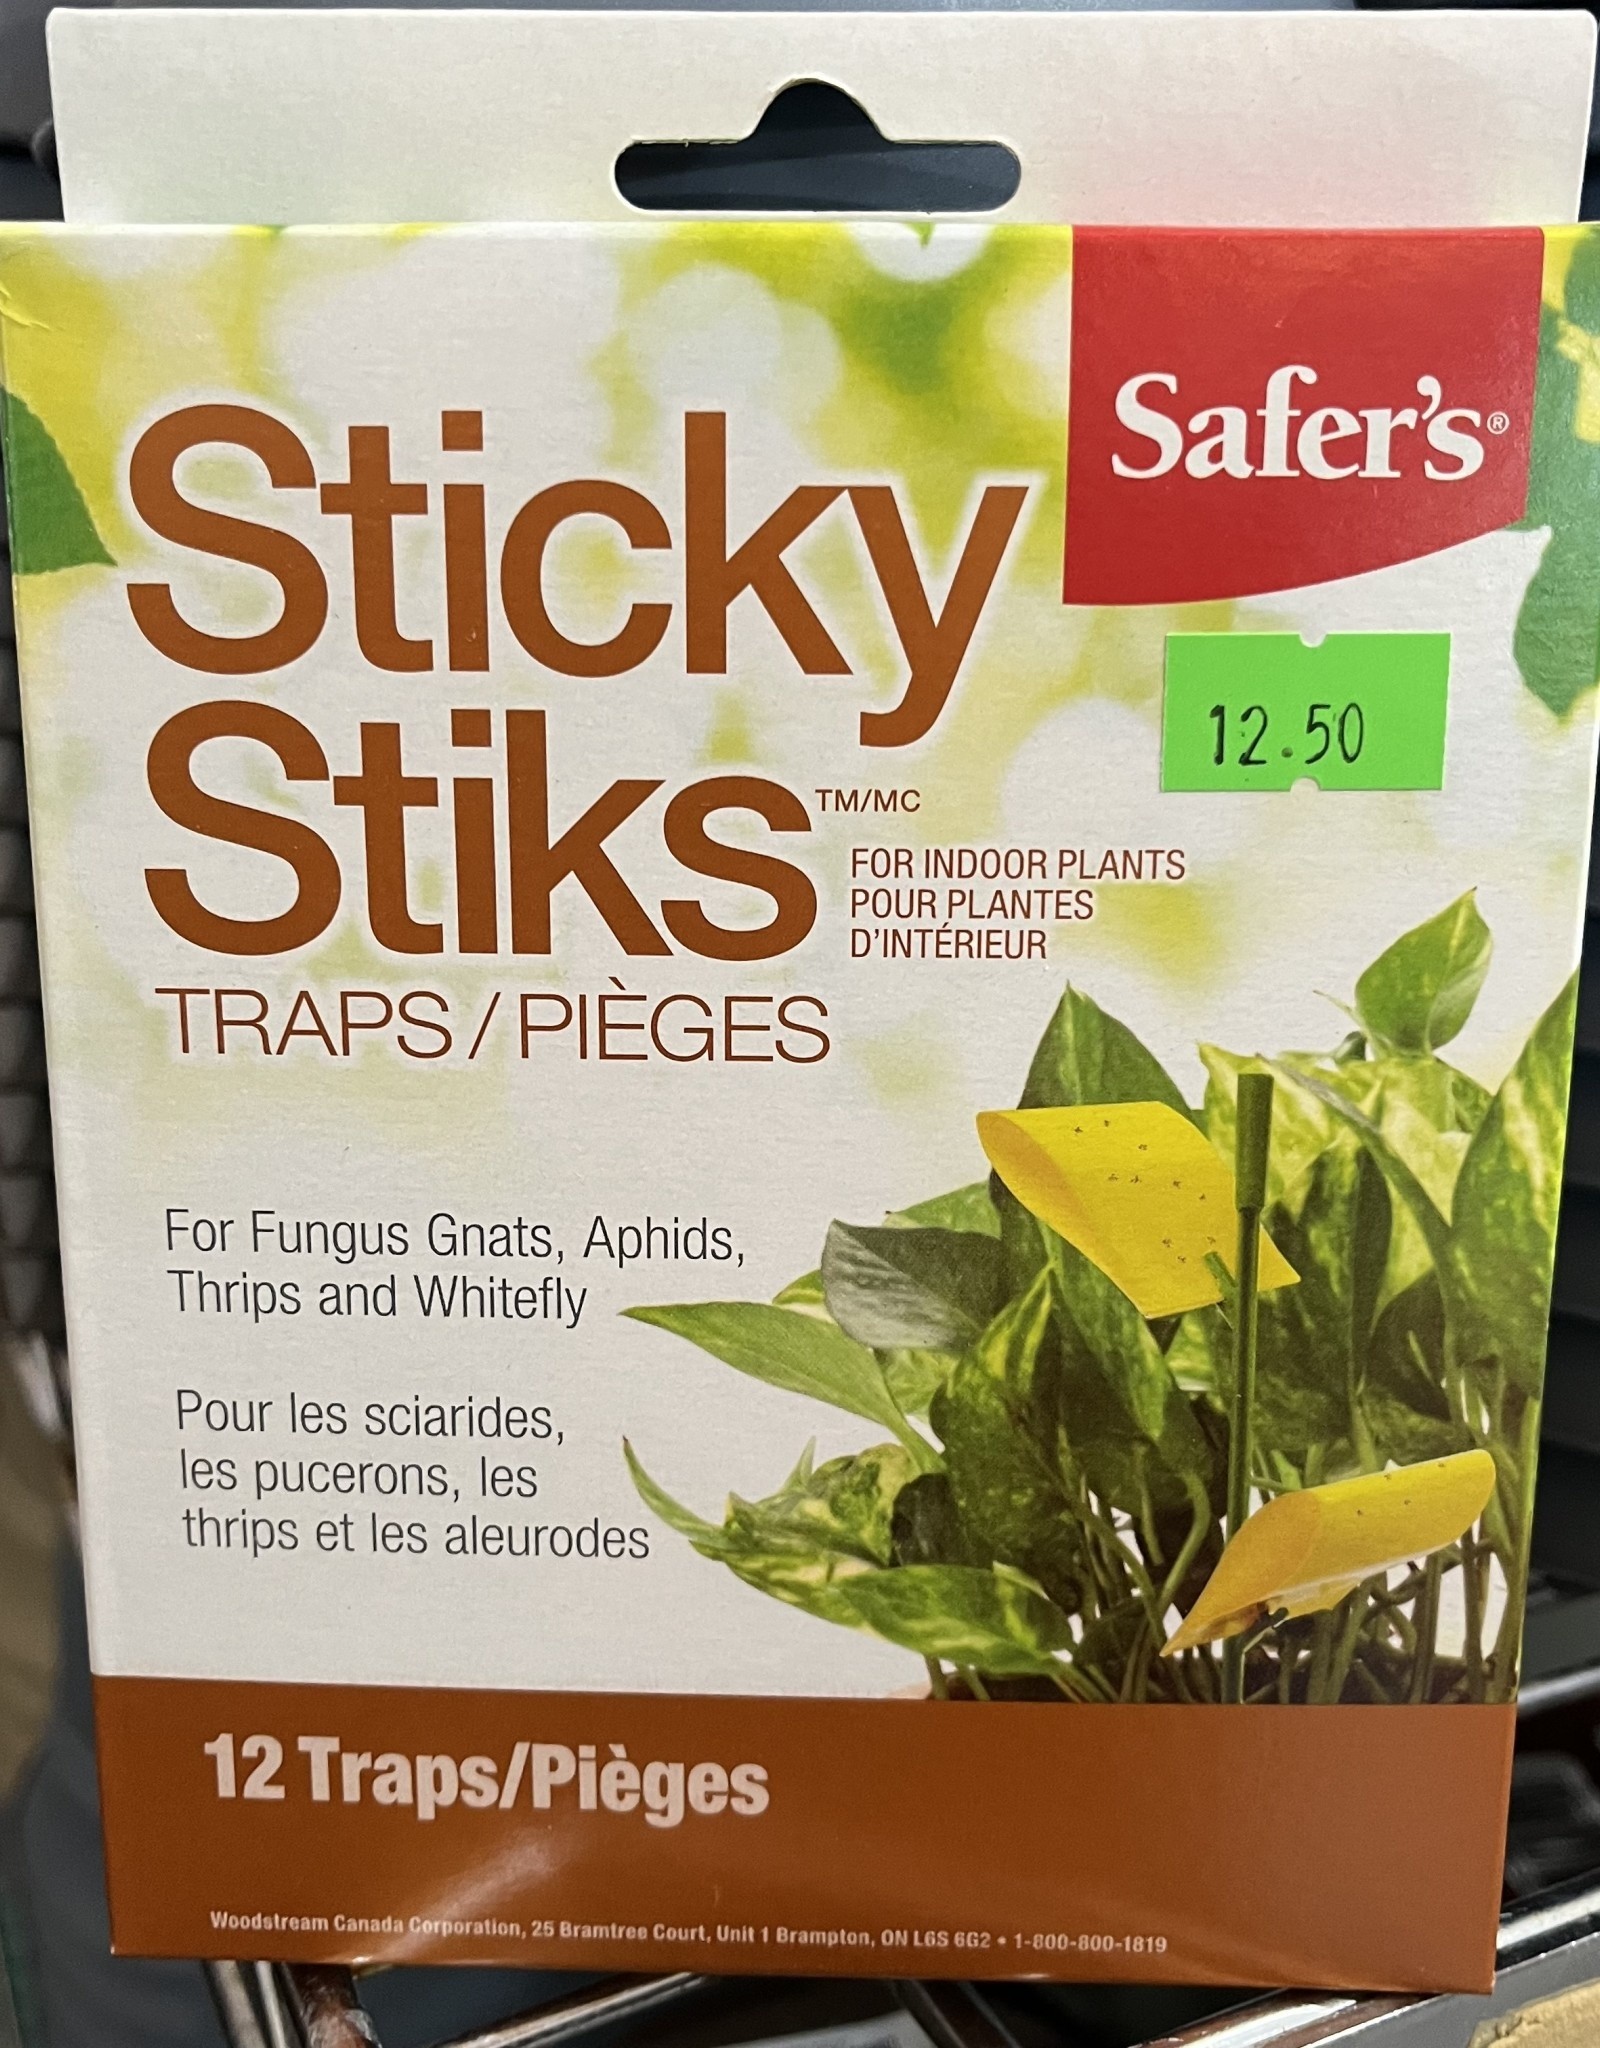 Safer's®
Sticky
Stiks TM/MC
12.50
FOR INDOOR PLANTS
POUR PLANTES
D'INTÉRIEUR
TRAPS / PIÈGES
For Fungus Gnats, Aphids,
Thrips and Whitefly
Pour les sciarides,
les pucerons, les
thrips et les aleurodes
12 Traps/Pièges
Woodstream Canada Corporation, 25 Bramtree Court, Unit 1 Brampton, ON L6S 6G2 • 1-800-800-1819